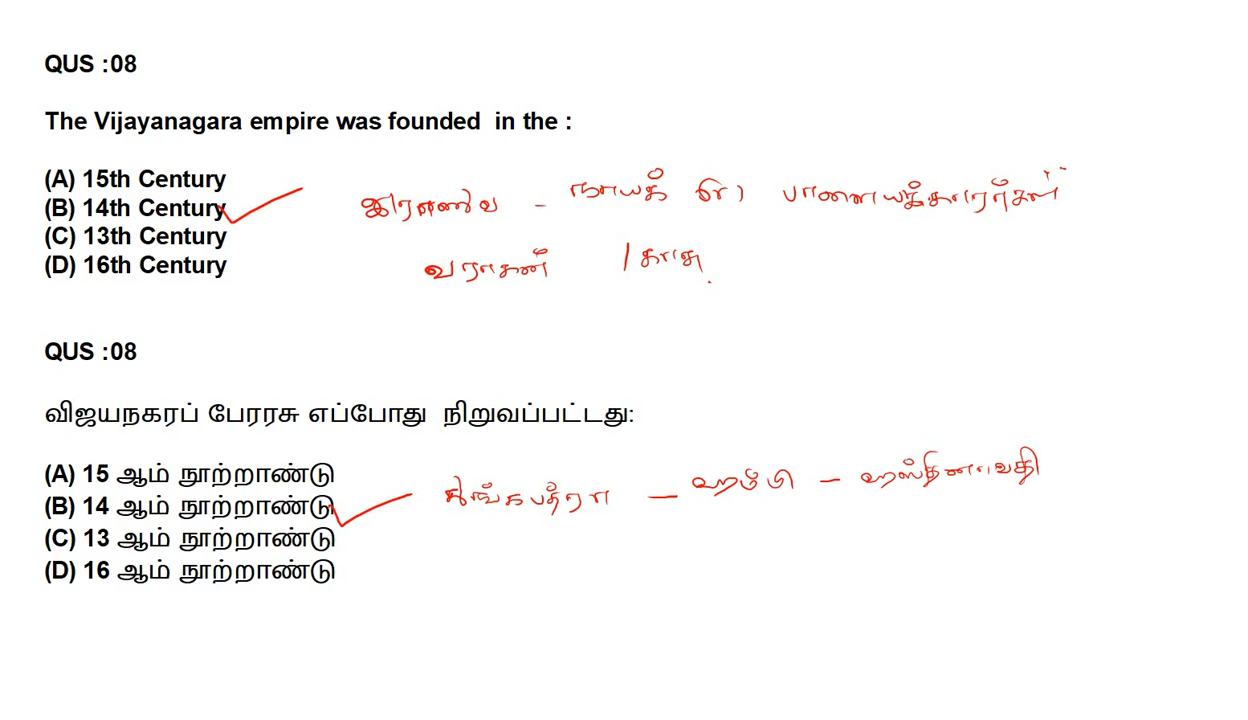 QUS :08
The Vijayanagara empire was founded in the :
(A) 15th Century
(B) 14th Century
(C) 13th Century
(D) 16th Century
இராணுவ - நாயக் பாளையக்காரர்கள்
வராகன் / காசு
QUS :08
விஜயநகரப் பேரரசு எப்போது நிறுவப்பட்டது:
(A) 15 ஆம் நூற்றாண்டு
(B) 14 ஆம் நூற்றாண்டு
(C) 13 ஆம் நூற்றாண்டு
(D) 16 ஆம் நூற்றாண்டு
துங்கபத்ரா - ஹம்பி - ஹஸ்தினாவதி